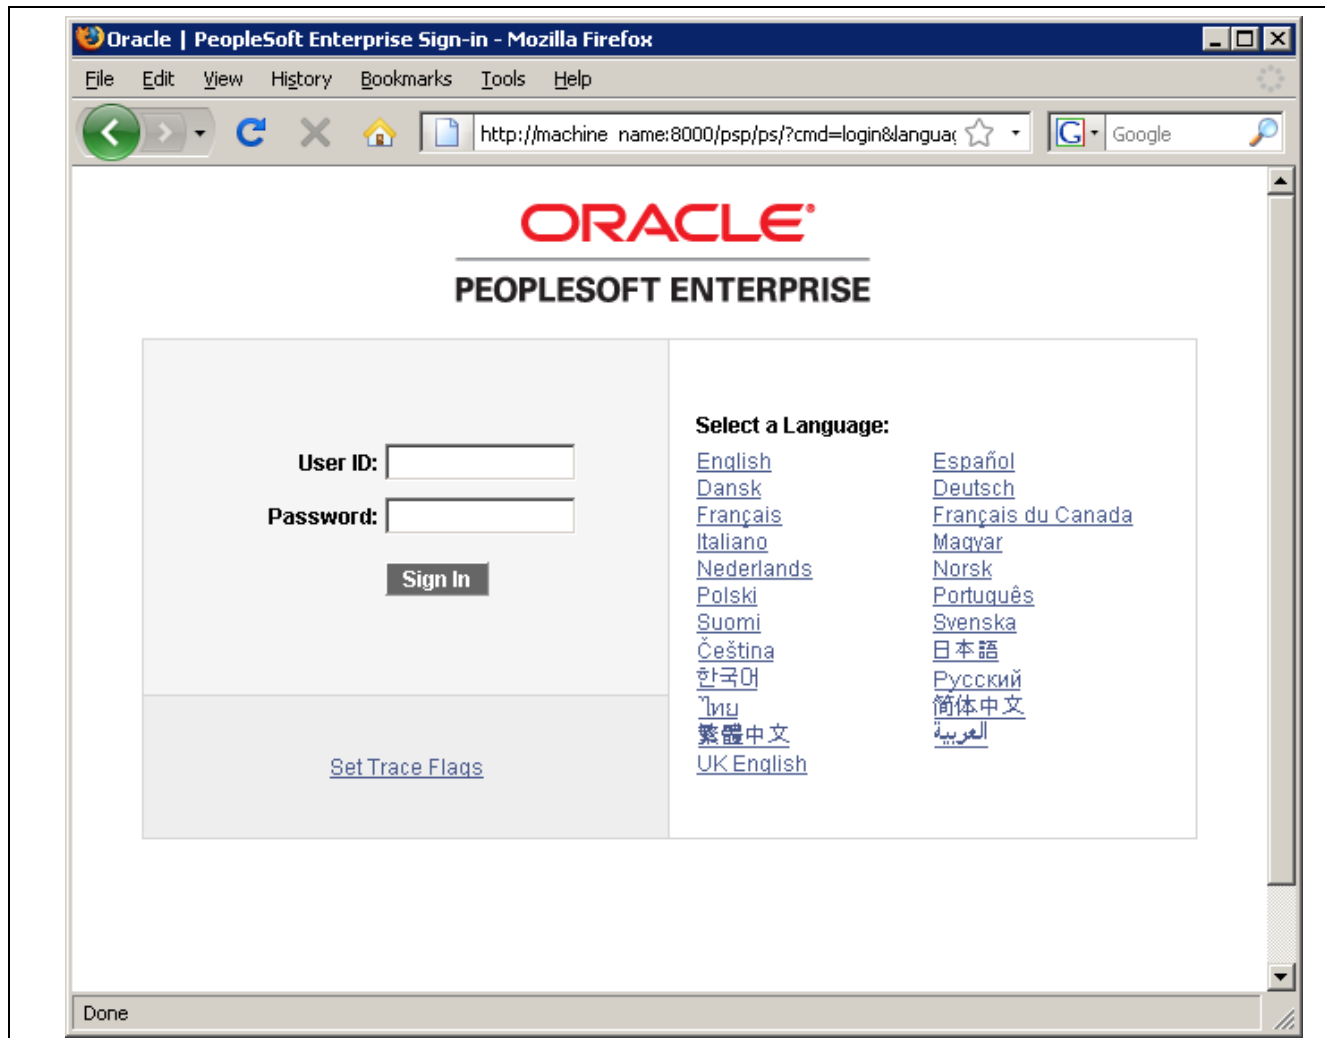 Oracle | PeopleSoft Enterprise Sign-in - Mozilla Firefox
File Edit View History Bookmarks Tools Help
http://machine name:8000/psp/ps/?cmd=login&languag
Google
ORACLE
PEOPLESOFT ENTERPRISE
User ID:
Password:
Sign In
Set Trace Flags
Select a Language:
English Español
Dansk Deutsch
Français Français du Canada
Italiano Magyar
Nederlands Norsk
Polski Português
Suomi Svenska
Čeština 日本語
한국어 Русский
ไทย 简体中文
繁體中文 العربية
UK English
Done